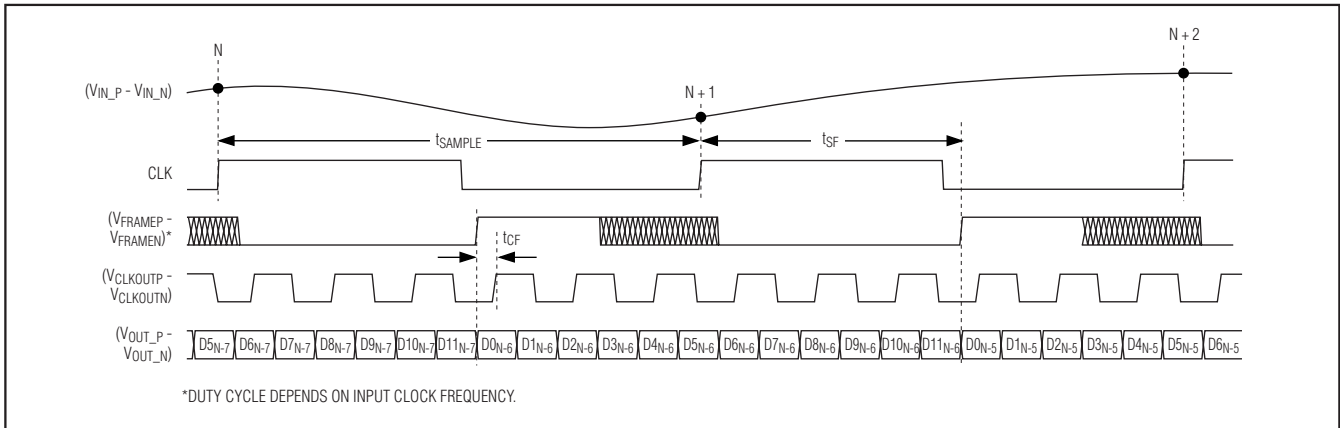 N
N + 2
(VIN_P - VIN_N)
N + 1
tSAMPLE
tSF
CLK
(VFRAMEP -
VFRAMEN)*
tCF
(VCLKOUTP -
VCLKOUTN)
(VOUT_P -
VOUT_N)
D5N-7 D6N-7 D7N-7 D8N-7 D9N-7 D10N-7 D11N-7 D0N-6 D1N-6 D2N-6 D3N-6 D4N-6 D5N-6 D6N-6 D7N-6 D8N-6 D9N-6 D10N-6 D11N-6 D0N-5 D1N-5 D2N-5 D3N-5 D4N-5 D5N-5 D6N-5
*DUTY CYCLE DEPENDS ON INPUT CLOCK FREQUENCY.